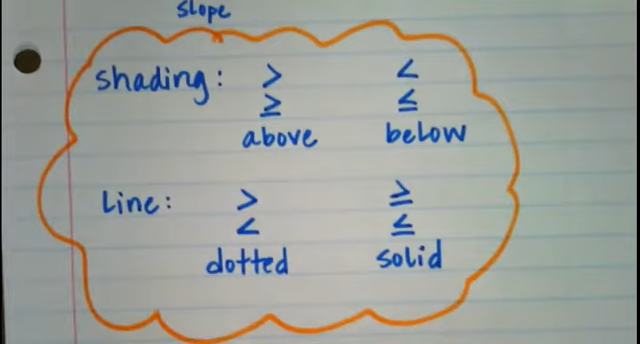 slope
shading: > <
≥ ≤
above below
Line: > ≥
< ≤
dotted solid